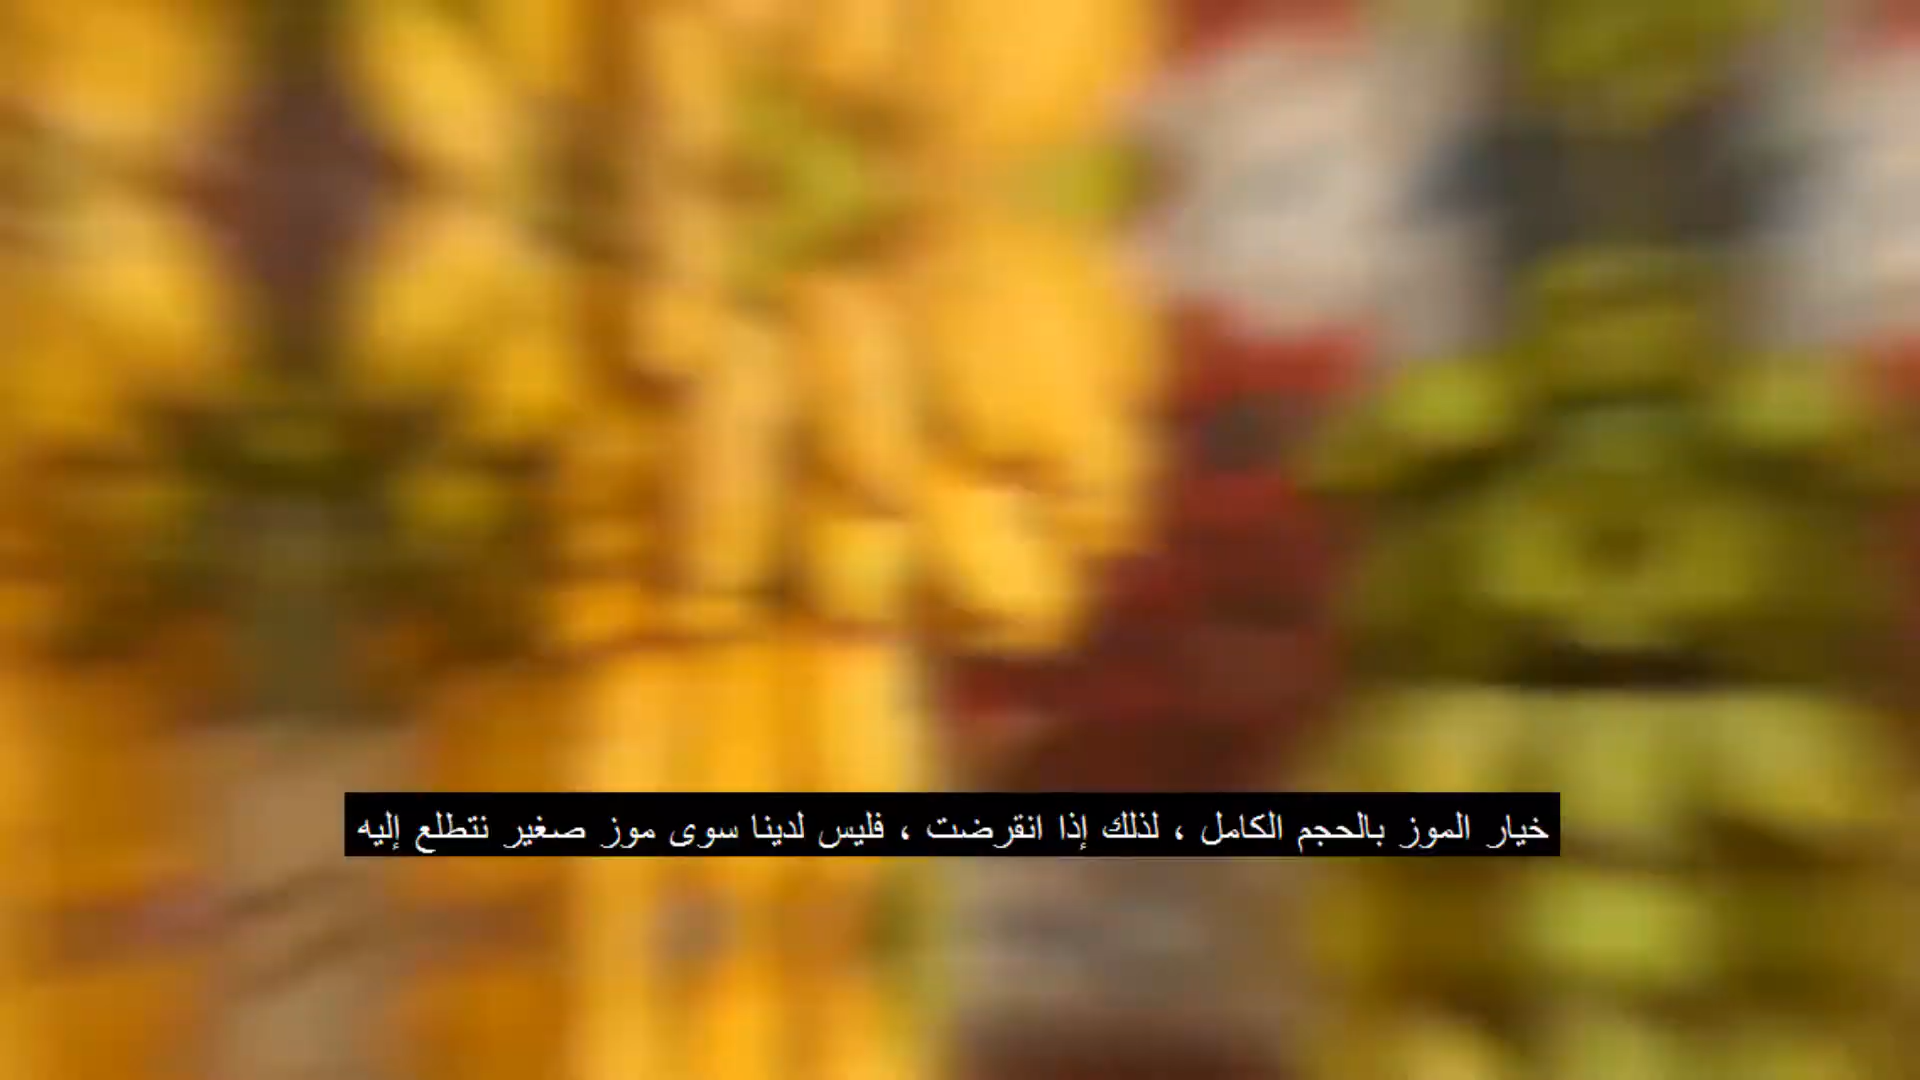 خيار الموز بالحجم الكامل ، لذلك إذا انقرضت ، فليس لدينا سوى موز صغير نتطلع إليه